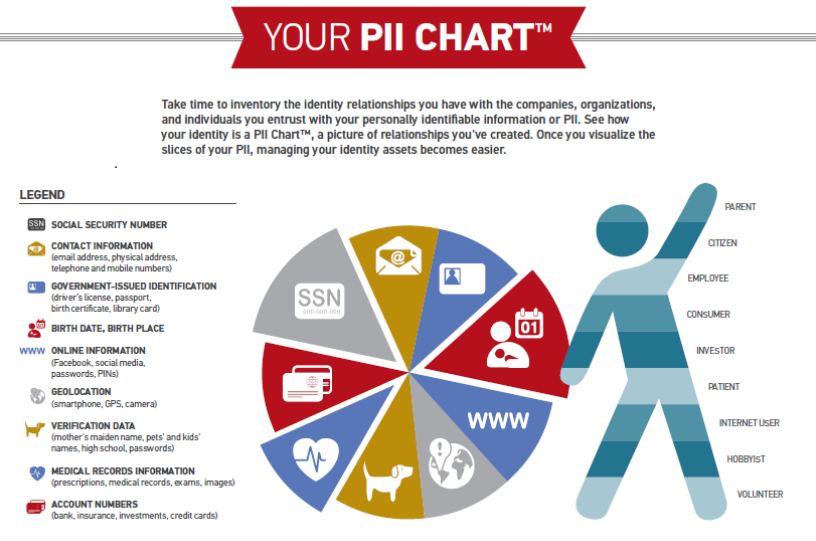 YOUR PII CHART™
Take time to inventory the identity relationships you have with the companies, organizations,
and individuals you entrust with your personally identifiable information or PII. See how
your identity is a PII Chart™, a picture of relationships you've created. Once you visualize the
slices of your PII, managing your identity assets becomes easier.
LEGEND
SSN SOCIAL SECURITY NUMBER
CONTACT INFORMATION
(email address, physical address,
telephone and mobile numbers)
GOVERNMENT-ISSUED IDENTIFICATION
(driver's license, passport,
birth certificate, library card)
01 BIRTH DATE, BIRTH PLACE
WWW ONLINE INFORMATION
(Facebook, social media,
passwords, PINs)
GEOLOCATION
(smartphone, GPS, camera)
VERIFICATION DATA
(mother's maiden name, pets' and kids'
names, high school, passwords)
MEDICAL RECORDS INFORMATION
(prescriptions, medical records, exams, images)
ACCOUNT NUMBERS
(bank, insurance, investments, credit cards)
@
SSN
000-000-000
01
WWW
!
PARENT
CITIZEN
EMPLOYEE
CONSUMER
INVESTOR
PATIENT
INTERNET USER
HOBBYIST
VOLUNTEER